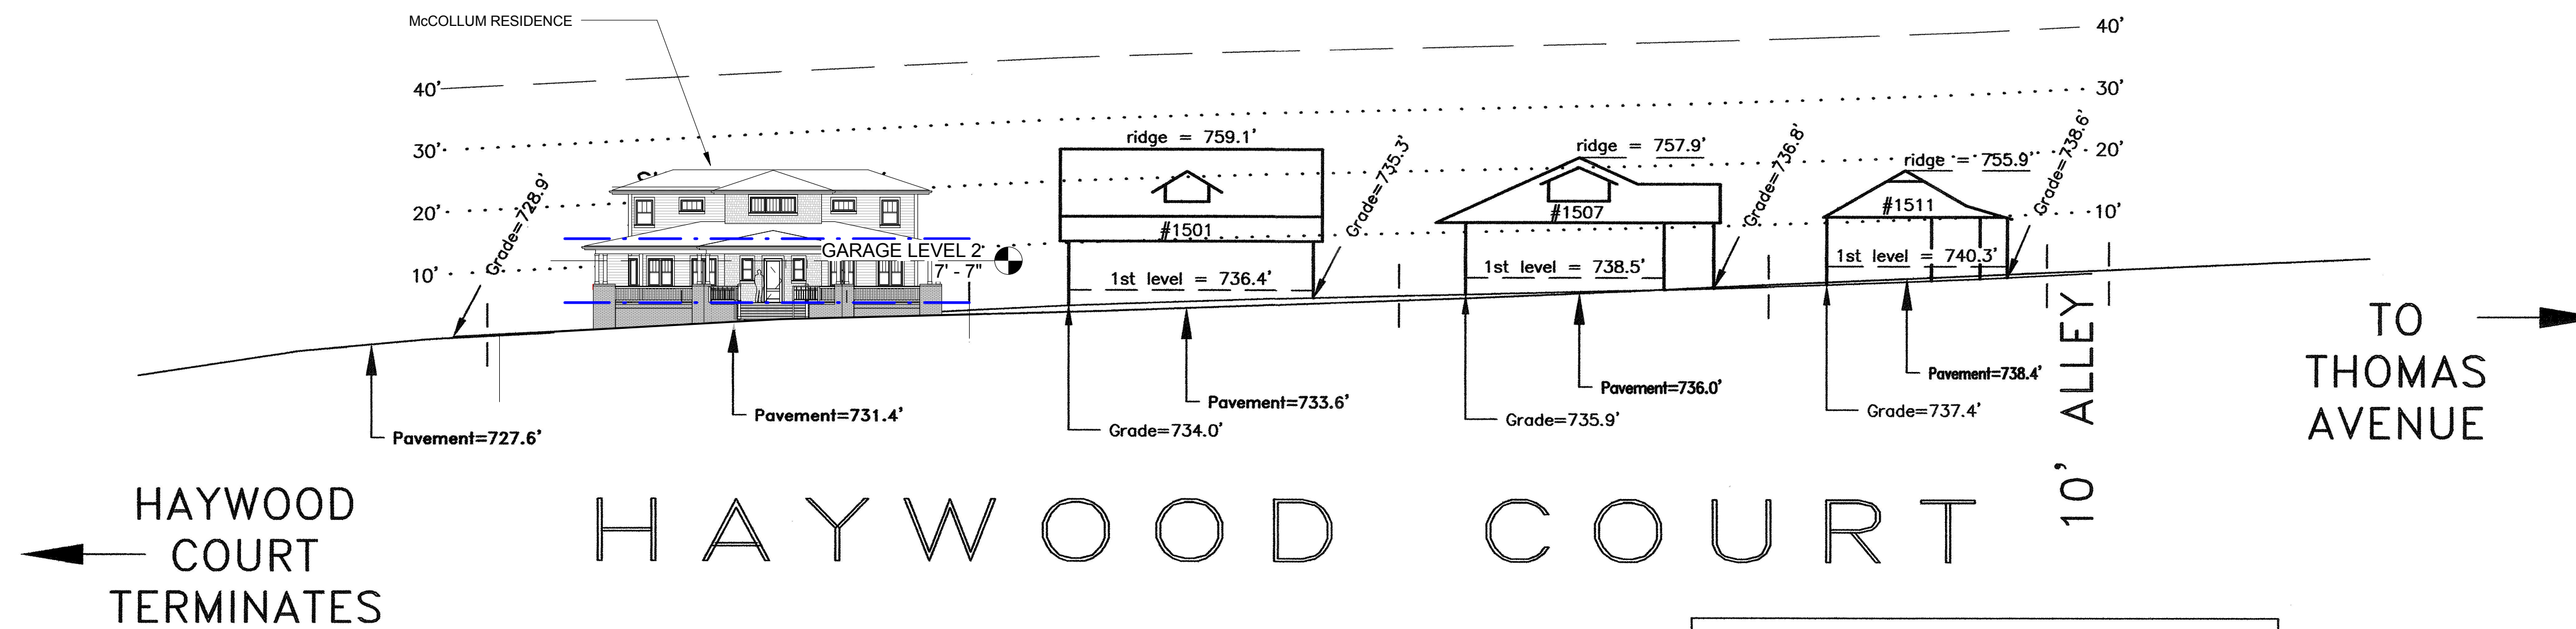 McCOLLUM RESIDENCE
40'
40'
30'
30'
20'
20'
10'
10'
Grade=728.9'
GARAGE LEVEL 2
7' - 7"
ridge = 759.1'
#1501
1st level = 736.4'
Grade=735.3'
ridge = 757.9'
#1507
1st level = 738.5'
Grade=736.8'
ridge = 755.9'
#1511
1st level = 740.3'
Grade=738.6'
Pavement=727.6'
Pavement=731.4'
Pavement=733.6'
Grade=734.0'
Pavement=736.0'
Grade=735.9'
Pavement=738.4'
Grade=737.4'
10' ALLEY
TO
THOMAS
AVENUE
HAYWOOD
COURT
TERMINATES
HAYWOOD COURT